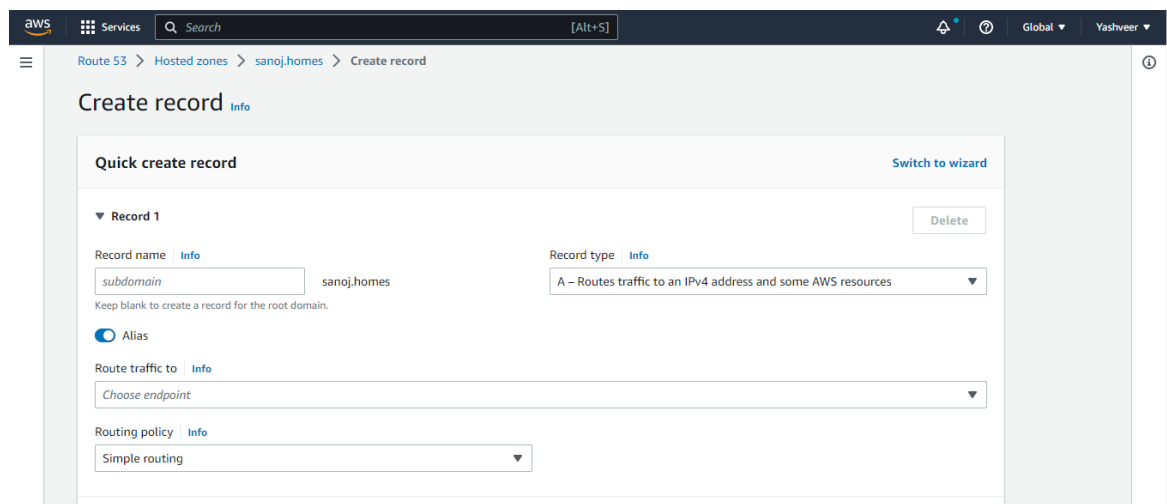 aws Services Search [Alt+S] Global Yashveer
Route 53 > Hosted zones > sanoj.homes > Create record
Create record Info
Quick create record Switch to wizard
Record 1 Delete
Record name Info Record type Info
subdomain sanoj.homes A – Routes traffic to an IPv4 address and some AWS resources
Keep blank to create a record for the root domain.
Alias
Route traffic to Info
Choose endpoint
Routing policy Info
Simple routing